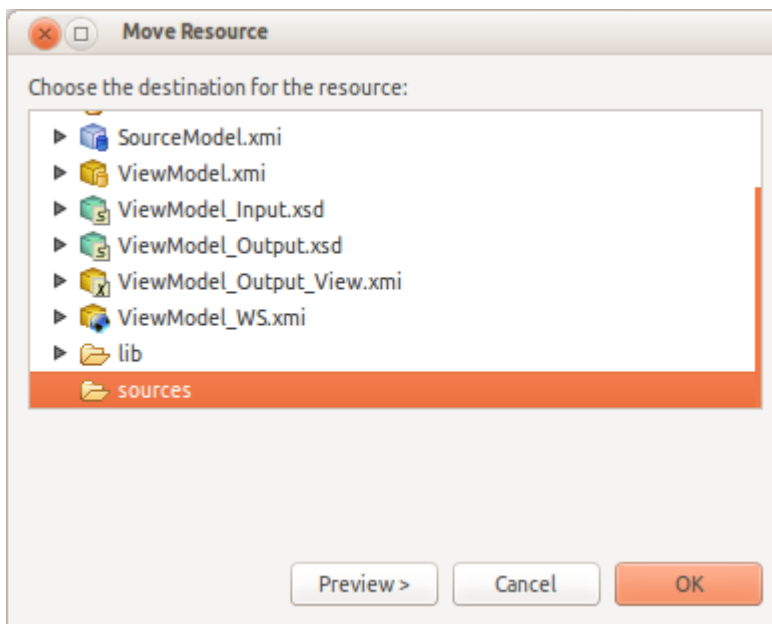 Move Resource
Choose the destination for the resource:
SourceModel.xmi
ViewModel.xmi
ViewModel_Input.xsd
ViewModel_Output.xsd
ViewModel_Output_View.xmi
ViewModel_WS.xmi
lib
sources
Preview > Cancel OK